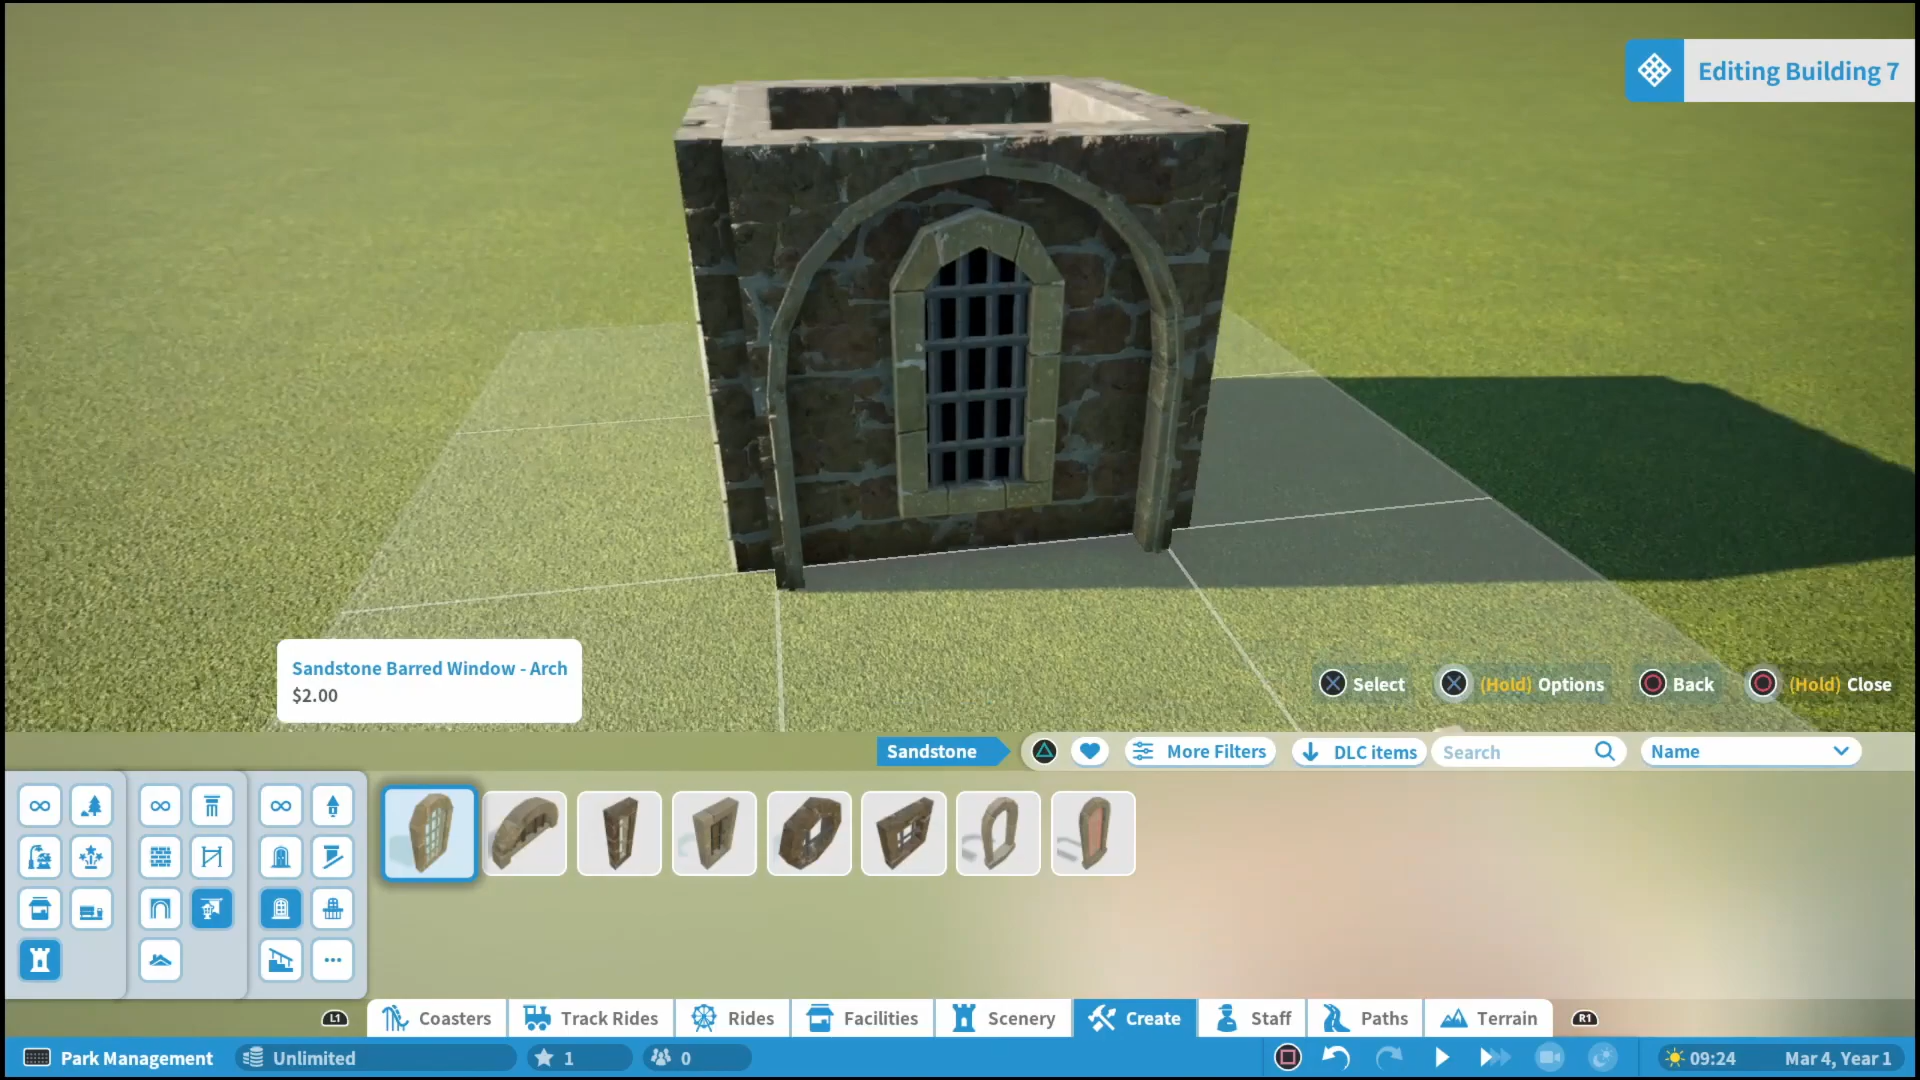 Editing Building 7
Sandstone Barred Window - Arch
$2.00
Select
(Hold) Options
Back
(Hold) Close
Sandstone
More Filters
DLC items
Search
Name
L1
Coasters
Track Rides
Rides
Facilities
Scenery
Create
Staff
Paths
Terrain
R1
Park Management
Unlimited
1
0
09:24
Mar 4, Year 1